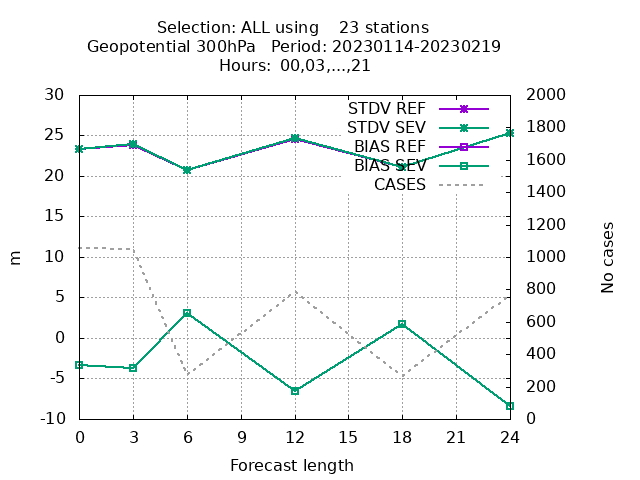 Selection: ALL using    23 stations
Geopotential 300hPa   Period: 20230114-20230219
Hours: 00,03,...,21
30
25
20
15
10
5
0
-5
-10
m
2000
1800
1600
1400
1200
1000
800
600
400
200
0
No cases
STDV REF
STDV SEV
BIAS REF
BIAS SEV
CASES
0 3 6 9 12 15 18 21 24
Forecast length